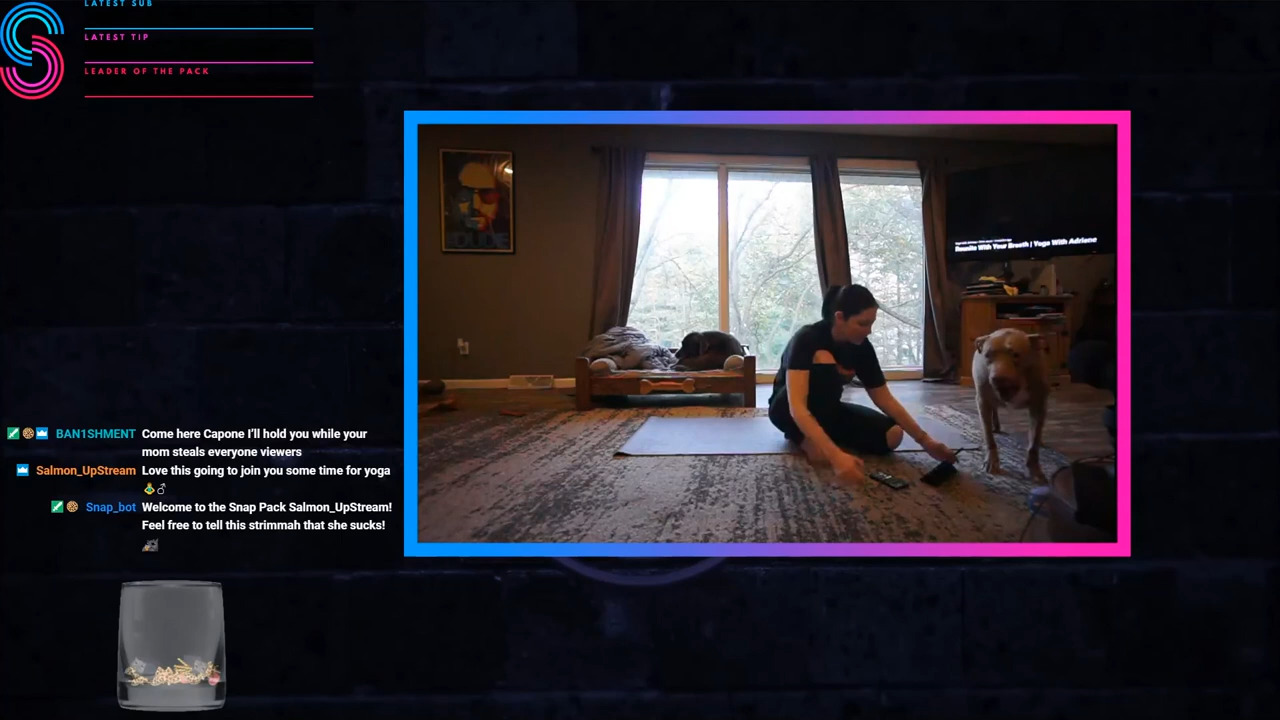 LATEST SUB
LATEST TIP
LEADER OF THE PACK
DUDE
Reunite With Your Breath | Yoga With Adriene
BAN1SHMENT Come here Capone I'll hold you while your
mom steals everyone viewers
Salmon_UpStream Love this going to join you some time for yoga
Snap_bot Welcome to the Snap Pack Salmon_UpStream!
Feel free to tell this strimmah that she sucks!